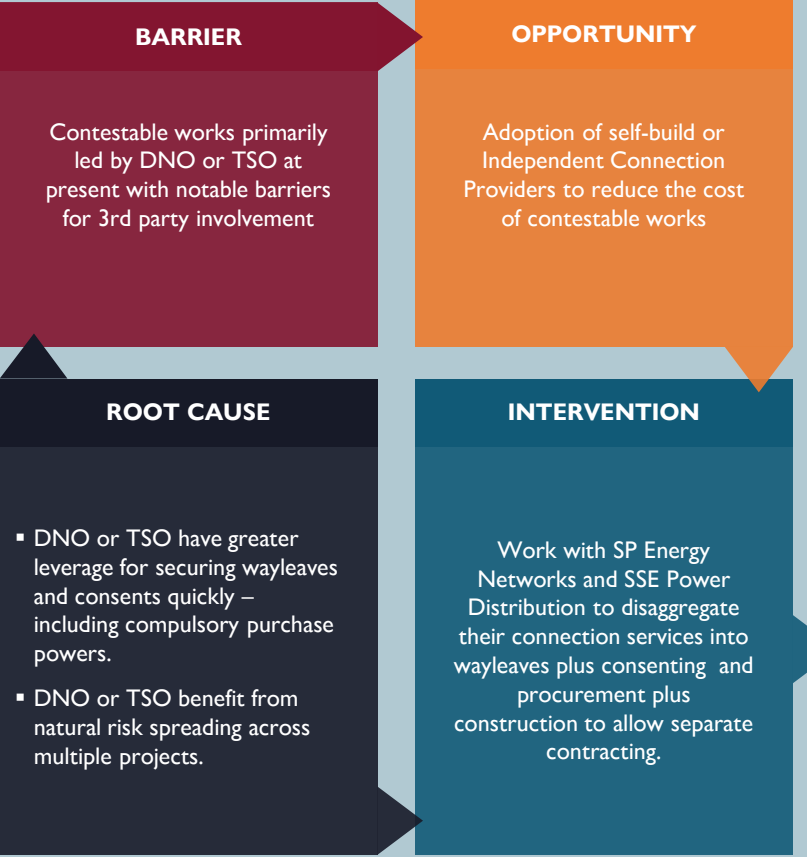 BARRIER
Contestable works primarily
led by DNO or TSO at
present with notable barriers
for 3rd party involvement
OPPORTUNITY
Adoption of self-build or
Independent Connection
Providers to reduce the cost
of contestable works
ROOT CAUSE
▪ DNO or TSO have greater
leverage for securing wayleaves
and consents quickly –
including compulsory purchase
powers.
▪ DNO or TSO benefit from
natural risk spreading across
multiple projects.
INTERVENTION
Work with SP Energy
Networks and SSE Power
Distribution to disaggregate
their connection services into
wayleaves plus consenting and
procurement plus
construction to allow separate
contracting.